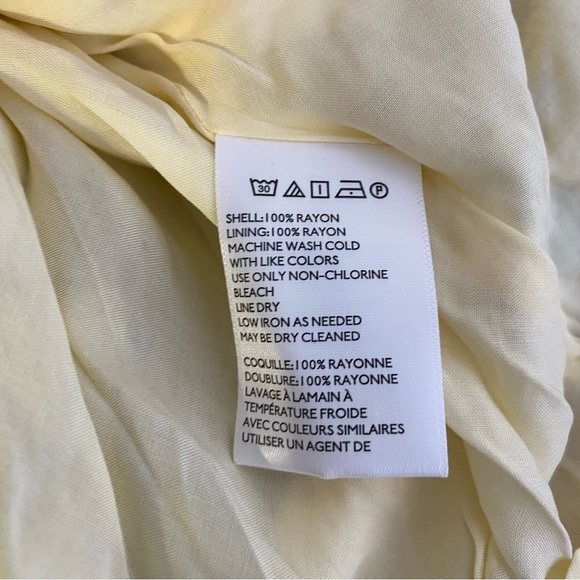 30 P
SHELL:100% RAYON
LINING:100% RAYON
MACHINE WASH COLD
WITH LIKE COLORS
USE ONLY NON-CHLORINE
BLEACH
LINE DRY
LOW IRON AS NEEDED
MAY BE DRY CLEANED
COQUILLE:100% RAYONNE
DOUBLURE:100% RAYONNE
LAVAGE À LAMAIN À
TEMPÉRATURE FROIDE
AVEC COULEURS SIMILAIRES
UTILISER UN AGENT DE